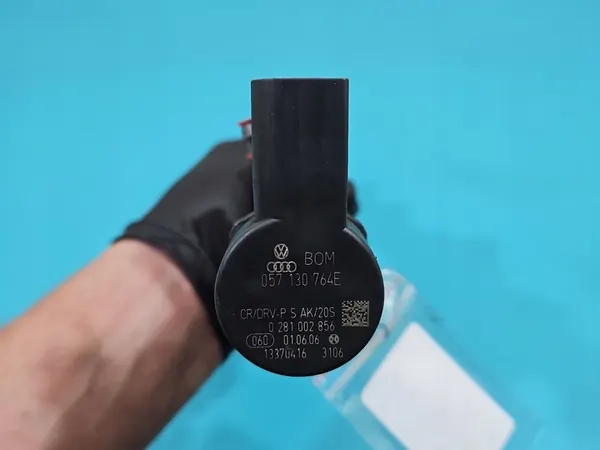 BOM
057 130 764E
CR/DRV-P S AK/20S
0 281 002 856
060 01.06.06
13370416 3106